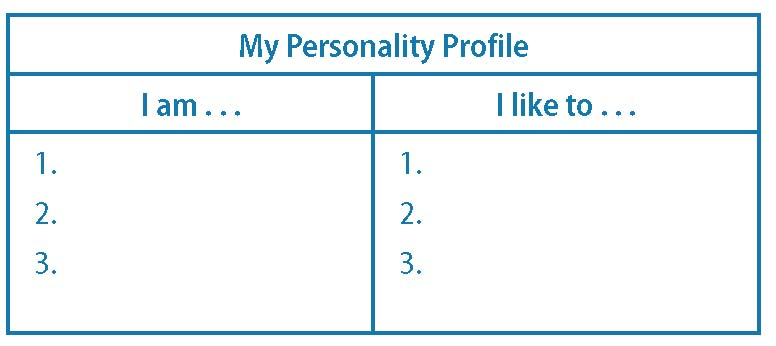 My Personality Profile
I am . . .
I like to . . .
1.
2.
3.
1.
2.
3.